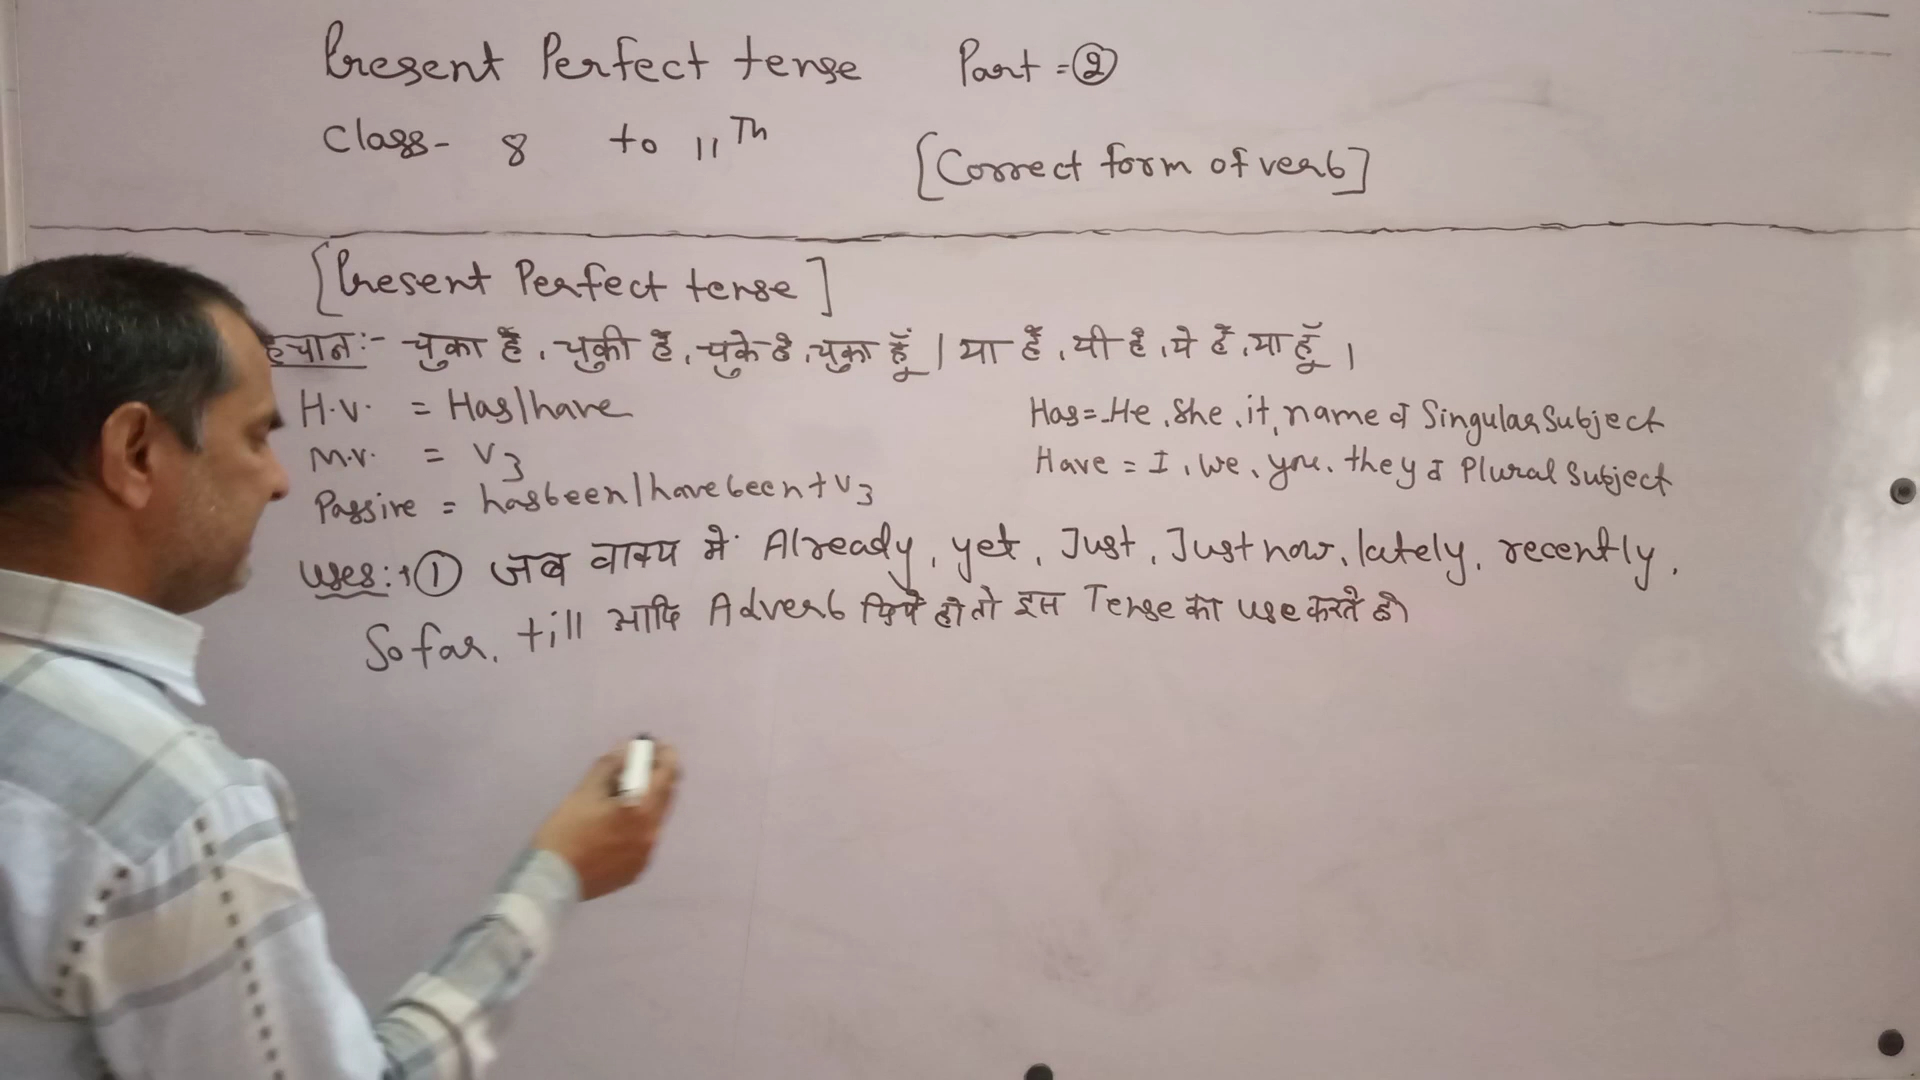 Present Perfect tense Part = ②
Class- 8 to 11Th
[Correct form of verb]
[Present Perfect tense]
हचान:- चुका हैं, चुकी हैं, चुके हे, चुका हूँ। या हैं, यी है, ये हैं, या हूँ।
H.V. = Has/have
Has = He, She, it, name व Singular Subject
M.V. = V3
Have = I, we, you, they व Plural Subject
Passive = has been/have been + V3
Uses:→ ① जब वाक्य मे Already, yet, Just, Just now, lately, recently,
So far, till आदि Adverb दिये हो तो इस Tense का use करते हे